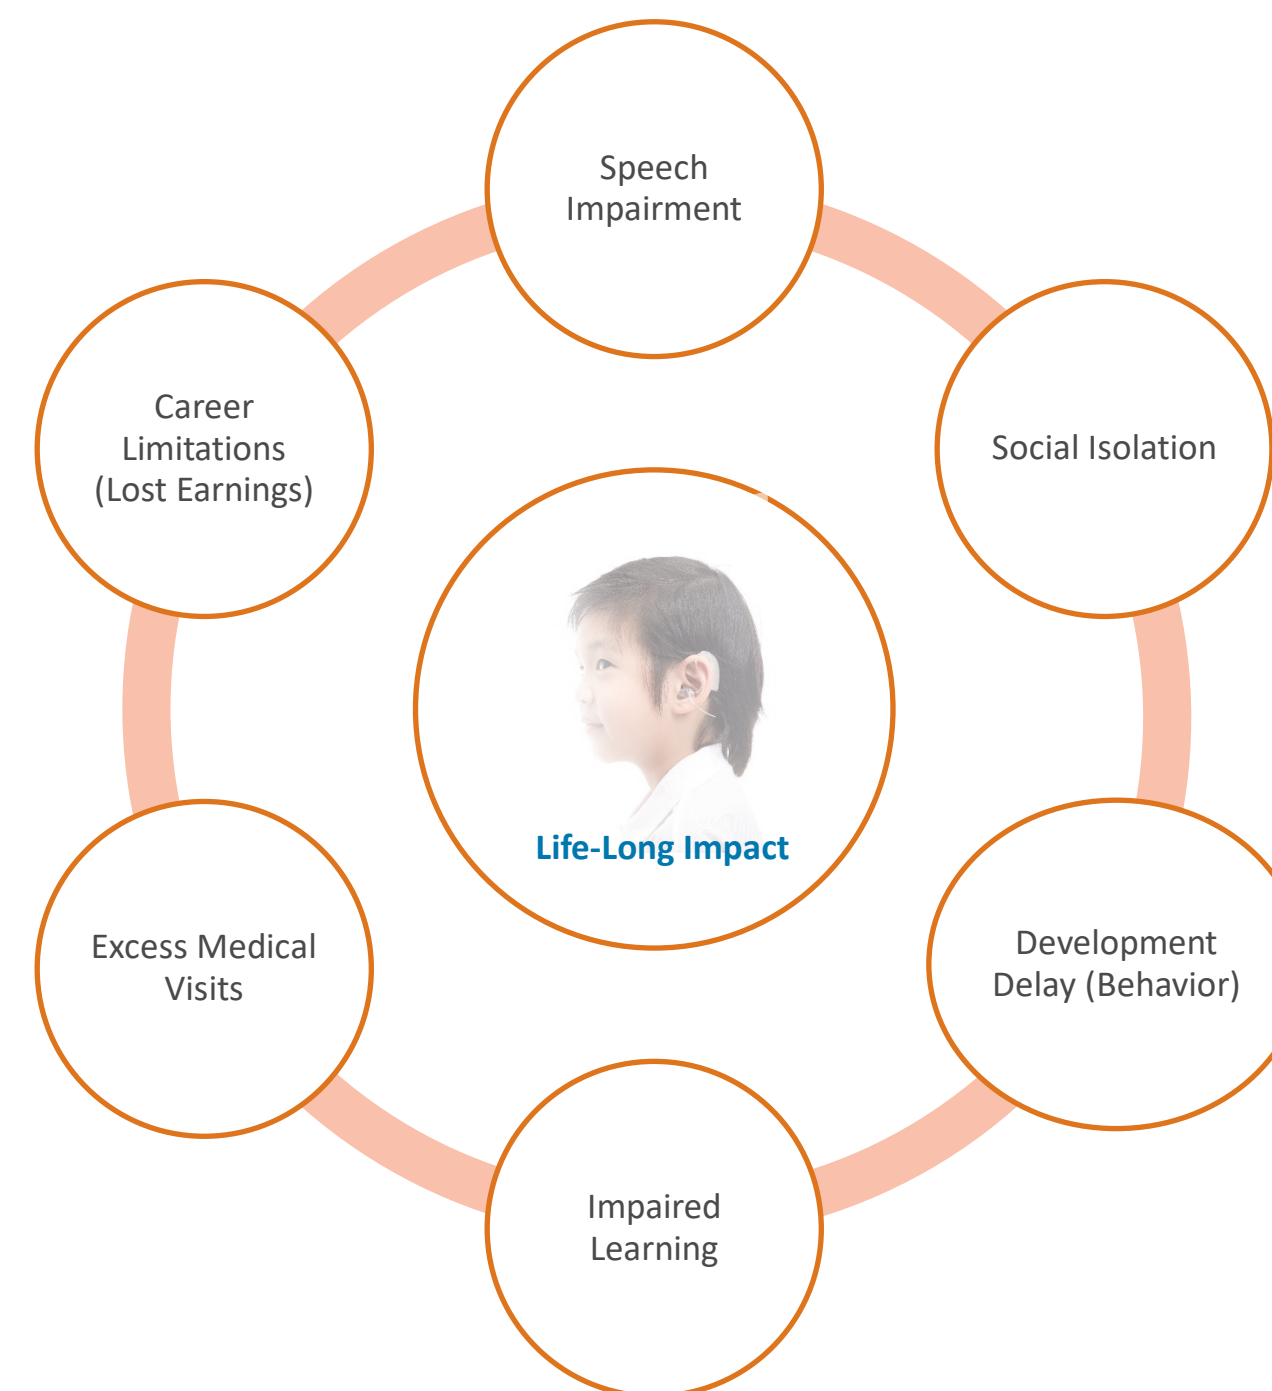 Speech
Impairment
Social Isolation
Development
Delay (Behavior)
Impaired
Learning
Excess Medical
Visits
Career
Limitations
(Lost Earnings)
Life-Long Impact